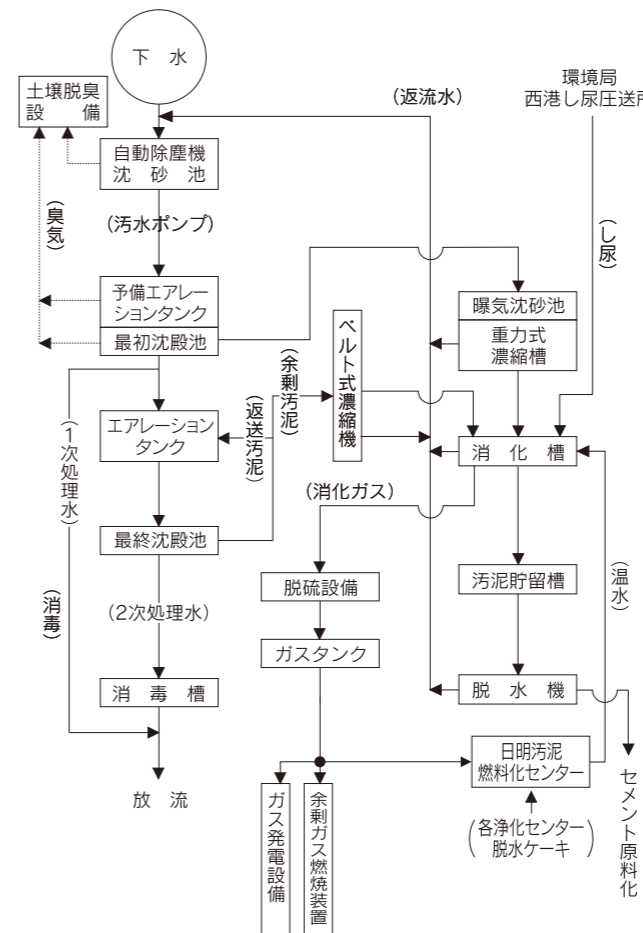 下 水
土壌脱臭
設 備
環境局
西港し尿圧送所
(返流水)
自動除塵機
沈 砂 池
(臭気)
(汚水ポンプ)
(し尿)
予備エアレー
ションタンク
最初沈殿池
曝気沈砂池
重力式
濃縮槽
ベルト式濃縮機
(余剰汚泥)
(返送汚泥)
エアレーション
タンク
(1次処理水)
消 化 槽
(消化ガス)
最終沈殿池
脱硫設備
汚泥貯留槽
(温水)
(消毒)
(2次処理水)
ガスタンク
消 毒 槽
脱 水 機
日明汚泥
燃料化センター
放 流
ガス発電設備
余剰ガス燃焼装置
(各浄化センター
脱水ケーキ)
セメント原料化